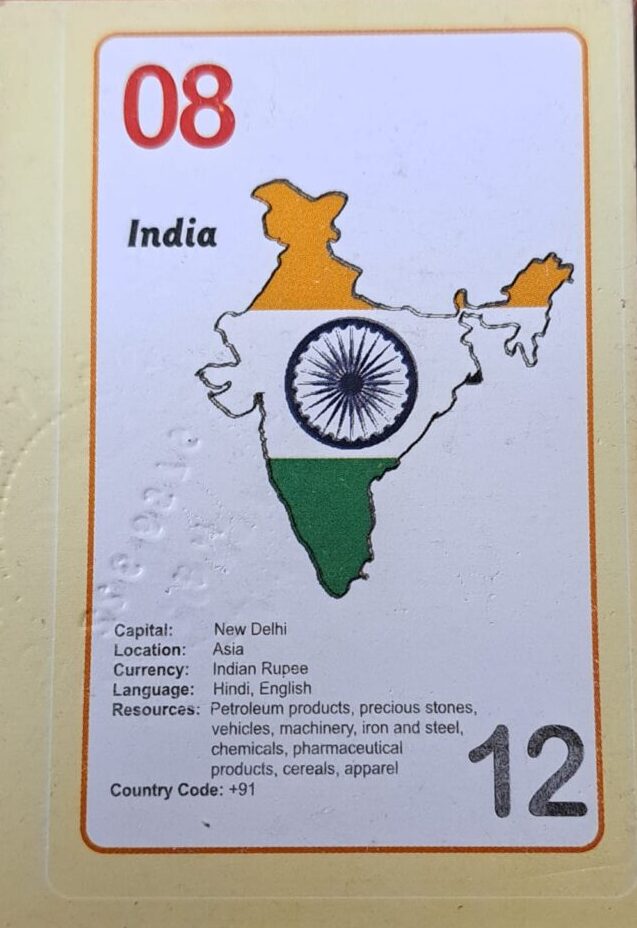 08
India
Capital: New Delhi
Location: Asia
Currency: Indian Rupee
Language: Hindi, English
Resources: Petroleum products, precious stones,
vehicles, machinery, iron and steel,
chemicals, pharmaceutical
products, cereals, apparel
Country Code: +91
12